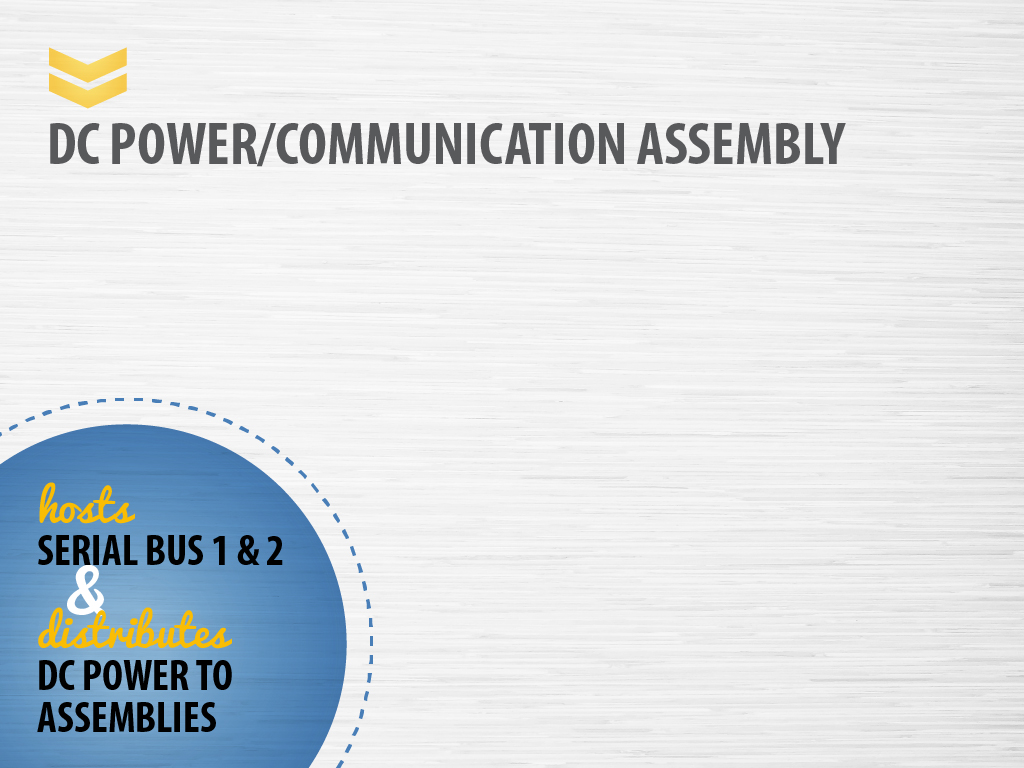 DC POWER/COMMUNICATION ASSEMBLY
hosts
SERIAL BUS 1 & 2
&
distributes
DC POWER TO
ASSEMBLIES